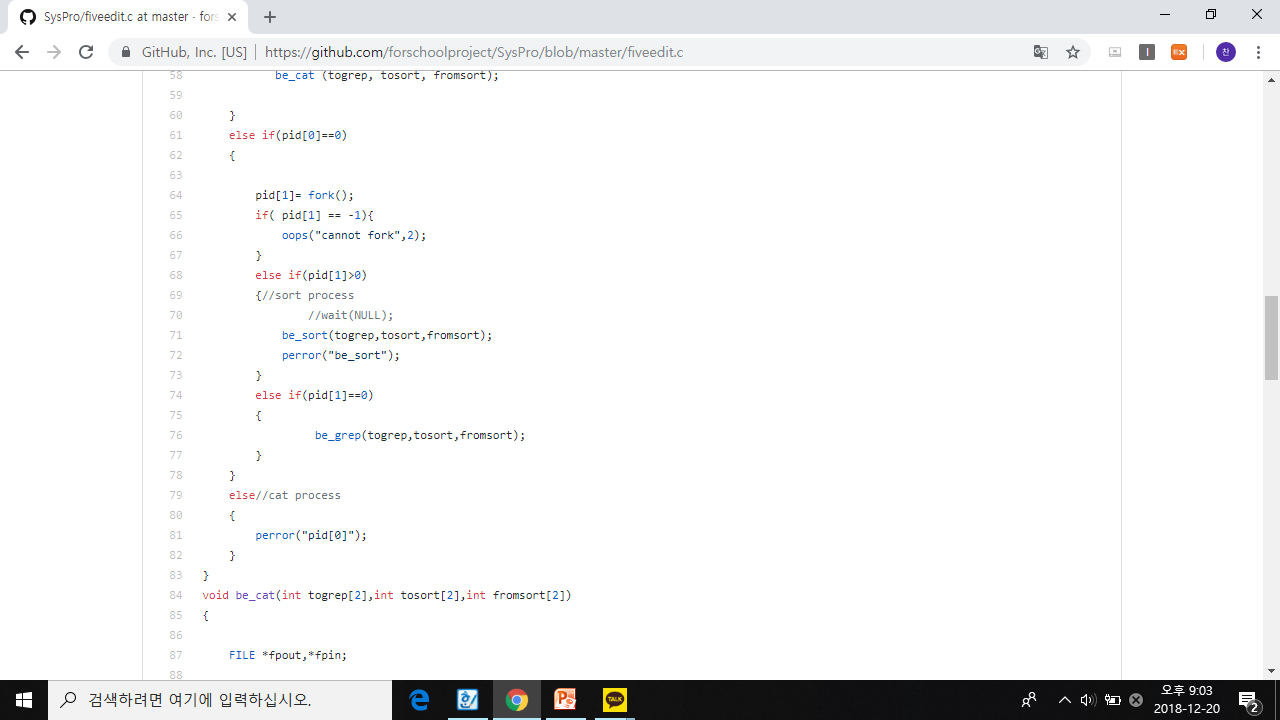 SysPro/fiveedit.c at master · fors
GitHub, Inc. [US] https://github.com/forschoolproject/SysPro/blob/master/fiveedit.c
찬
58 be_cat (togrep, tosort, fromsort);
59
60 }
61 else if(pid[0]==0)
62 {
63
64 pid[1]= fork();
65 if( pid[1] == -1){
66 oops("cannot fork",2);
67 }
68 else if(pid[1]>0)
69 {//sort process
70 //wait(NULL);
71 be_sort(togrep,tosort,fromsort);
72 perror("be_sort");
73 }
74 else if(pid[1]==0)
75 {
76 be_grep(togrep,tosort,fromsort);
77 }
78 }
79 else//cat process
80 {
81 perror("pid[0]");
82 }
83 }
84 void be_cat(int togrep[2],int tosort[2],int fromsort[2])
85 {
86
87 FILE *fpout,*fpin;
88
검색하려면 여기에 입력하십시오.
TALK
오후 9:03
2018-12-20
2